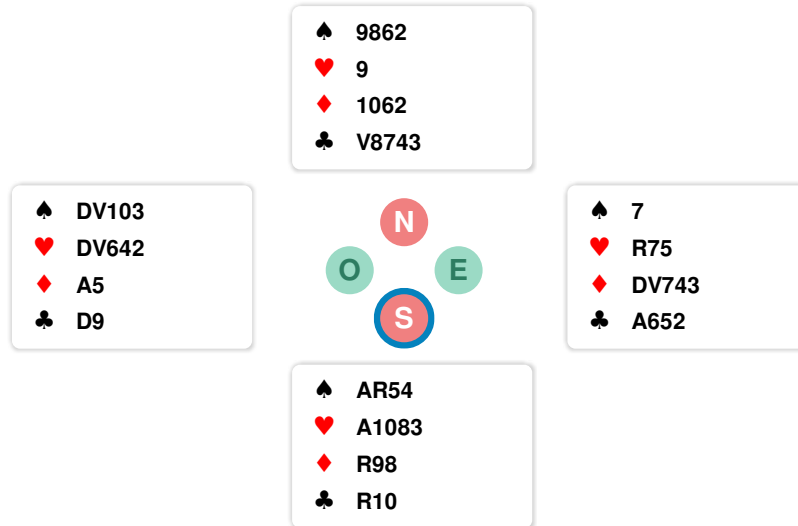 ♠ 9862
♥ 9
♦ 1062
♣ V8743
♠ DV103
♥ DV642
♦ A5
♣ D9
N
O E
S
♠ 7
♥ R75
♦ DV743
♣ A652
♠ AR54
♥ A1083
♦ R98
♣ R10